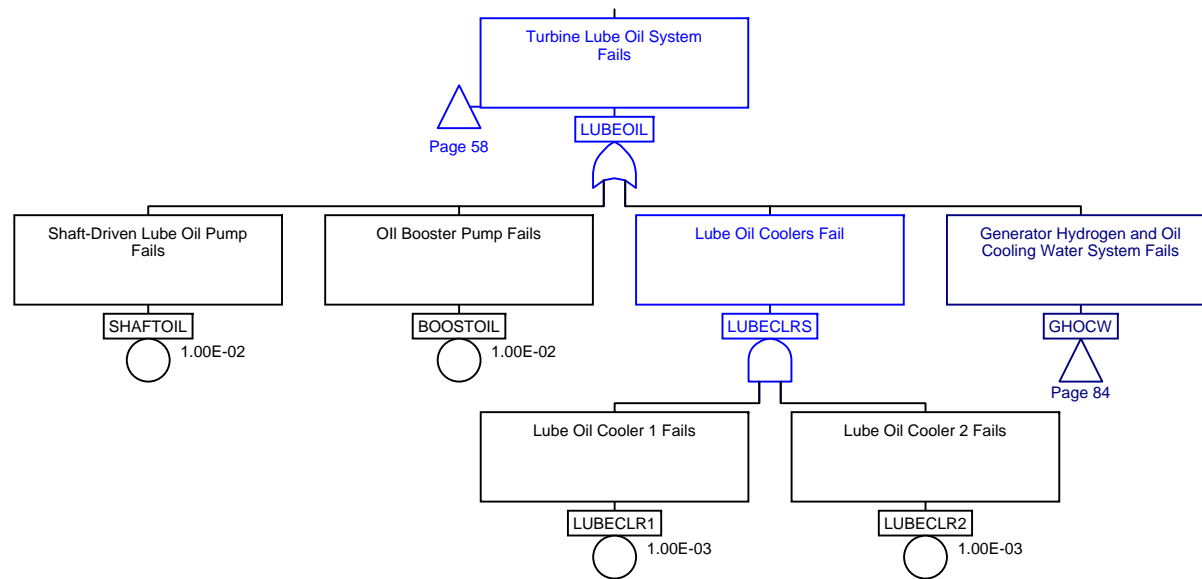 Turbine Lube Oil System
Fails
Page 58
LUBEOIL
Shaft-Driven Lube Oil Pump
Fails
OIl Booster Pump Fails
Lube Oil Coolers Fail
Generator Hydrogen and Oil
Cooling Water System Fails
SHAFTOIL
1.00E-02
BOOSTOIL
1.00E-02
LUBECLRS
GHOCW
Page 84
Lube Oil Cooler 1 Fails
Lube Oil Cooler 2 Fails
LUBECLR1
1.00E-03
LUBECLR2
1.00E-03